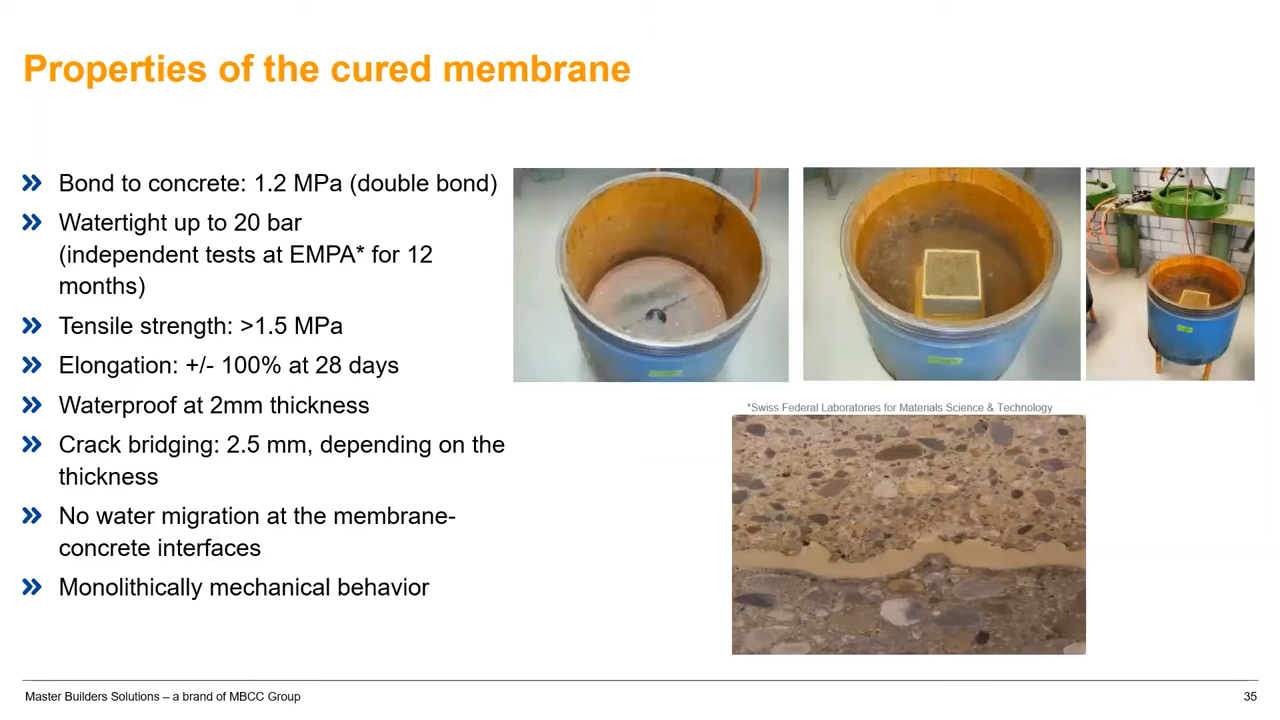 Properties of the cured membrane
Bond to concrete: 1.2 MPa (double bond)
Watertight up to 20 bar
(independent tests at EMPA* for 12
months)
Tensile strength: >1.5 MPa
Elongation: +/- 100% at 28 days
Waterproof at 2mm thickness
Crack bridging: 2.5 mm, depending on the
thickness
No water migration at the membrane-
concrete interfaces
Monolithically mechanical behavior
*Swiss Federal Laboratories for Materials Science & Technology
Master Builders Solutions – a brand of MBCC Group
35